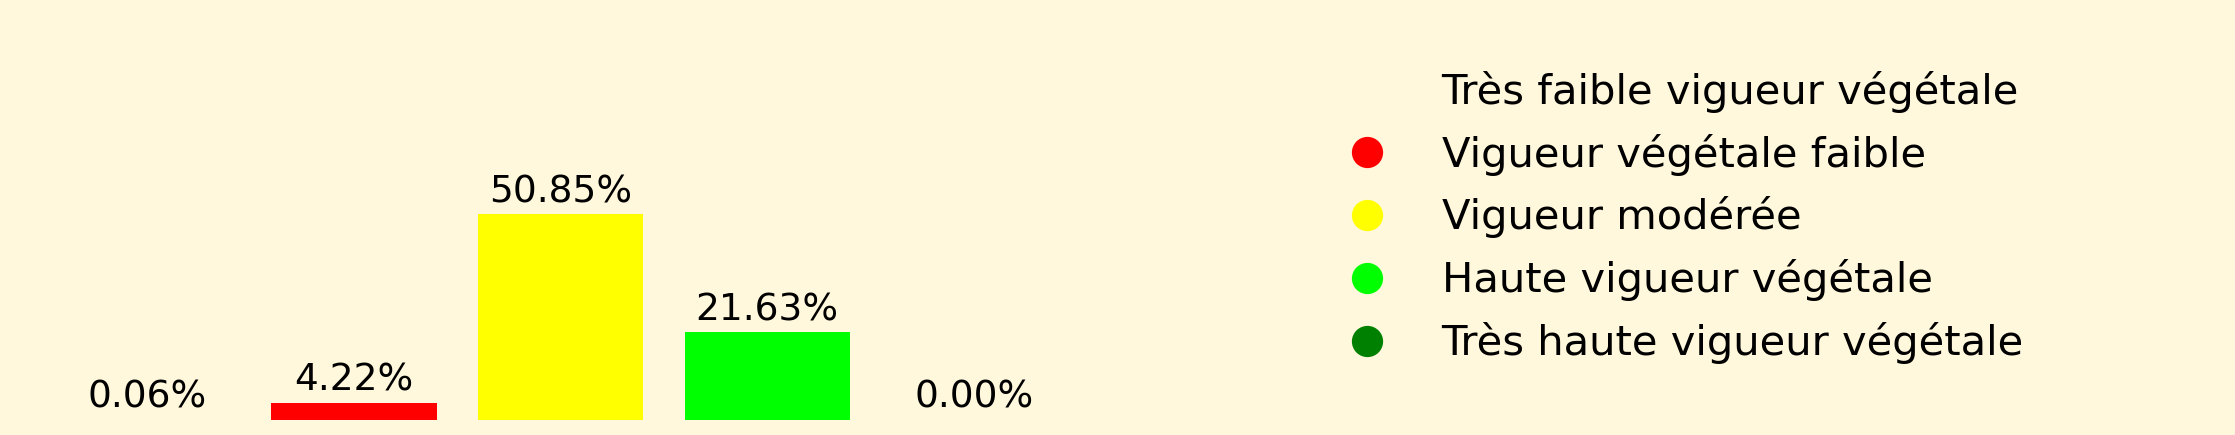 50.85%
21.63%
4.22%
0.06%
0.00%
Très faible vigueur végétale
Vigueur végétale faible
Vigueur modérée
Haute vigueur végétale
Très haute vigueur végétale